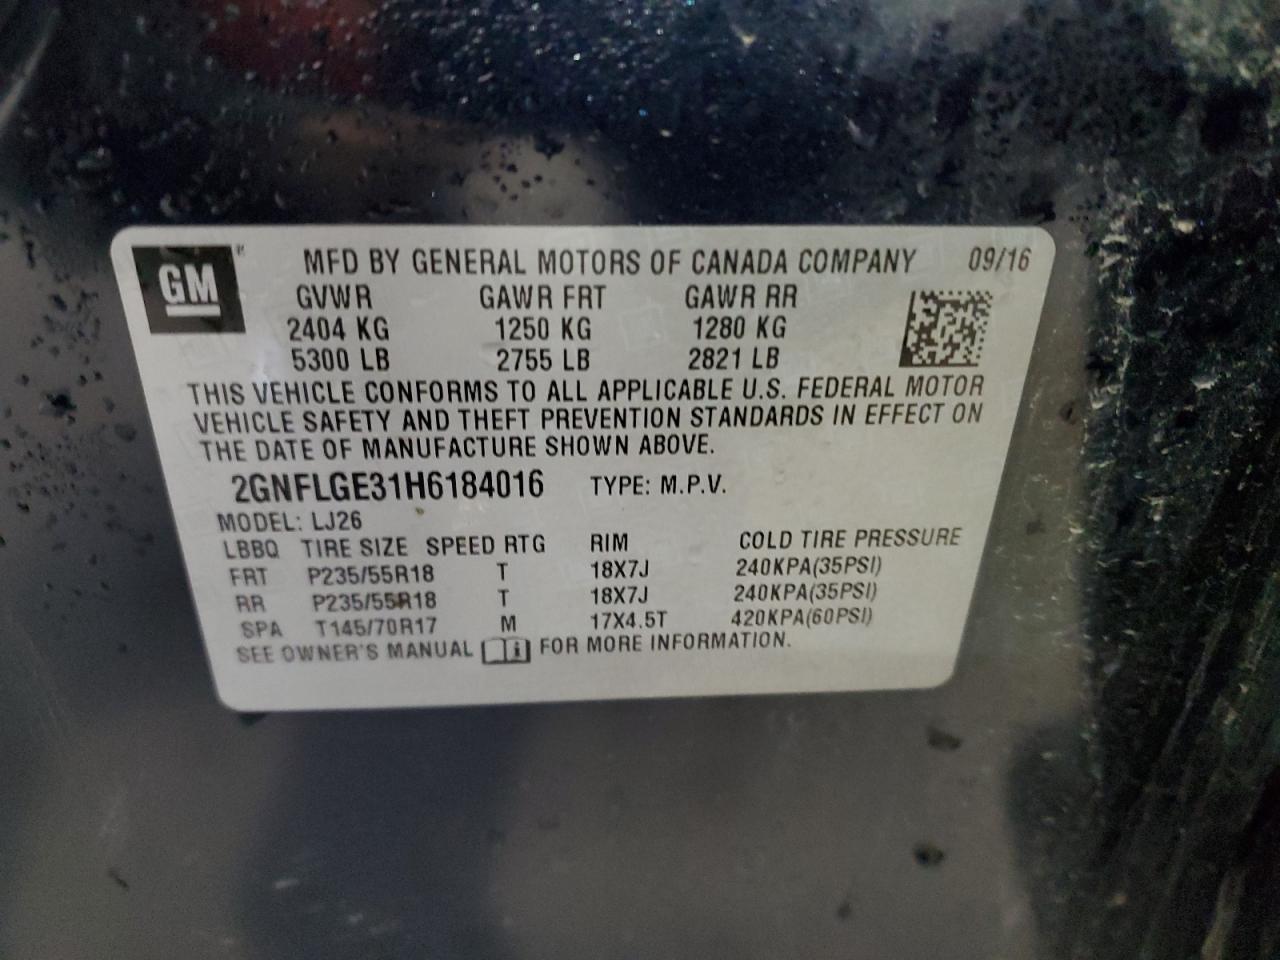 GM
MFD BY GENERAL MOTORS OF CANADA COMPANY 09/16
GVWR GAWR FRT GAWR RR
2404 KG 1250 KG 1280 KG
5300 LB 2755 LB 2821 LB
THIS VEHICLE CONFORMS TO ALL APPLICABLE U.S. FEDERAL MOTOR
VEHICLE SAFETY AND THEFT PREVENTION STANDARDS IN EFFECT ON
THE DATE OF MANUFACTURE SHOWN ABOVE.
2GNFLGE31H6184016 TYPE: M.P.V.
MODEL: LJ26
LBBQ TIRE SIZE SPEED RTG RIM COLD TIRE PRESSURE
FRT P235/55R18 T 18X7J 240KPA(35PSI)
RR P235/55R18 T 18X7J 240KPA(35PSI)
SPA T145/70R17 M 17X4.5T 420KPA(60PSI)
SEE OWNER'S MANUAL FOR MORE INFORMATION.